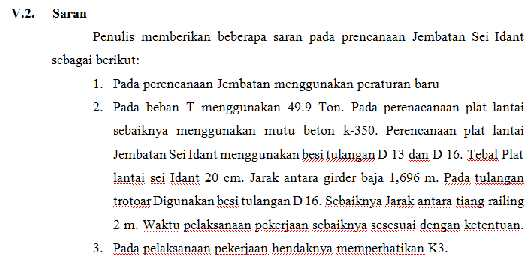 V.2. Saran
Penulis memberikan beberapa saran pada prencanaan Jembatan Sei Idant
sebagai berikut:
1. Pada perencanaan Jembatan menggunakan peraturan baru
2. Pada beban T menggunakan 49.9 Ton. Pada perenacanaan plat lantai
sebaiknya menggunakan mutu beton k-350. Perencanaan plat lantai
Jembatan Sei Idant menggunakan besi tulangan D 13 dan D 16. Tebal Plat
lantai sei Idant 20 cm. Jarak antara girder baja 1,696 m. Pada tulangan
trotoar Digunakan besi tulangan D 16. Sebaiknya Jarak antara tiang railing
2 m. Waktu pelaksanaan pekerjaan sebaiknya sesesuai dengan ketentuan.
3. Pada pelaksanaan pekerjaan hendaknya memperhatikan K3.